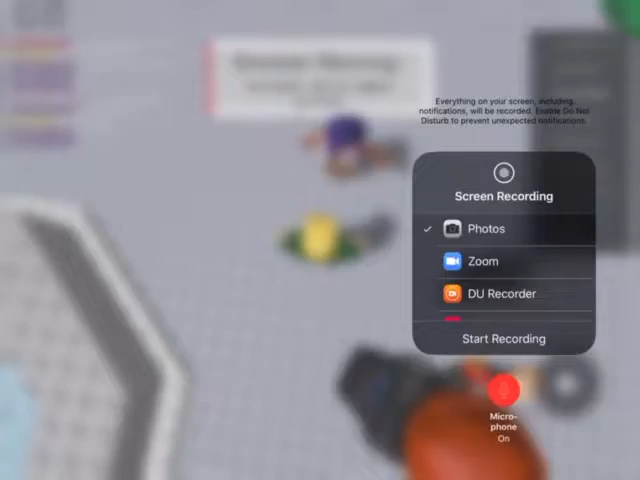 Everything on your screen, including
notifications, will be recorded. Enable Do Not
Disturb to prevent unexpected notifications.
Screen Recording
Photos
Zoom
DU Recorder
Start Recording
Micro-
phone
On